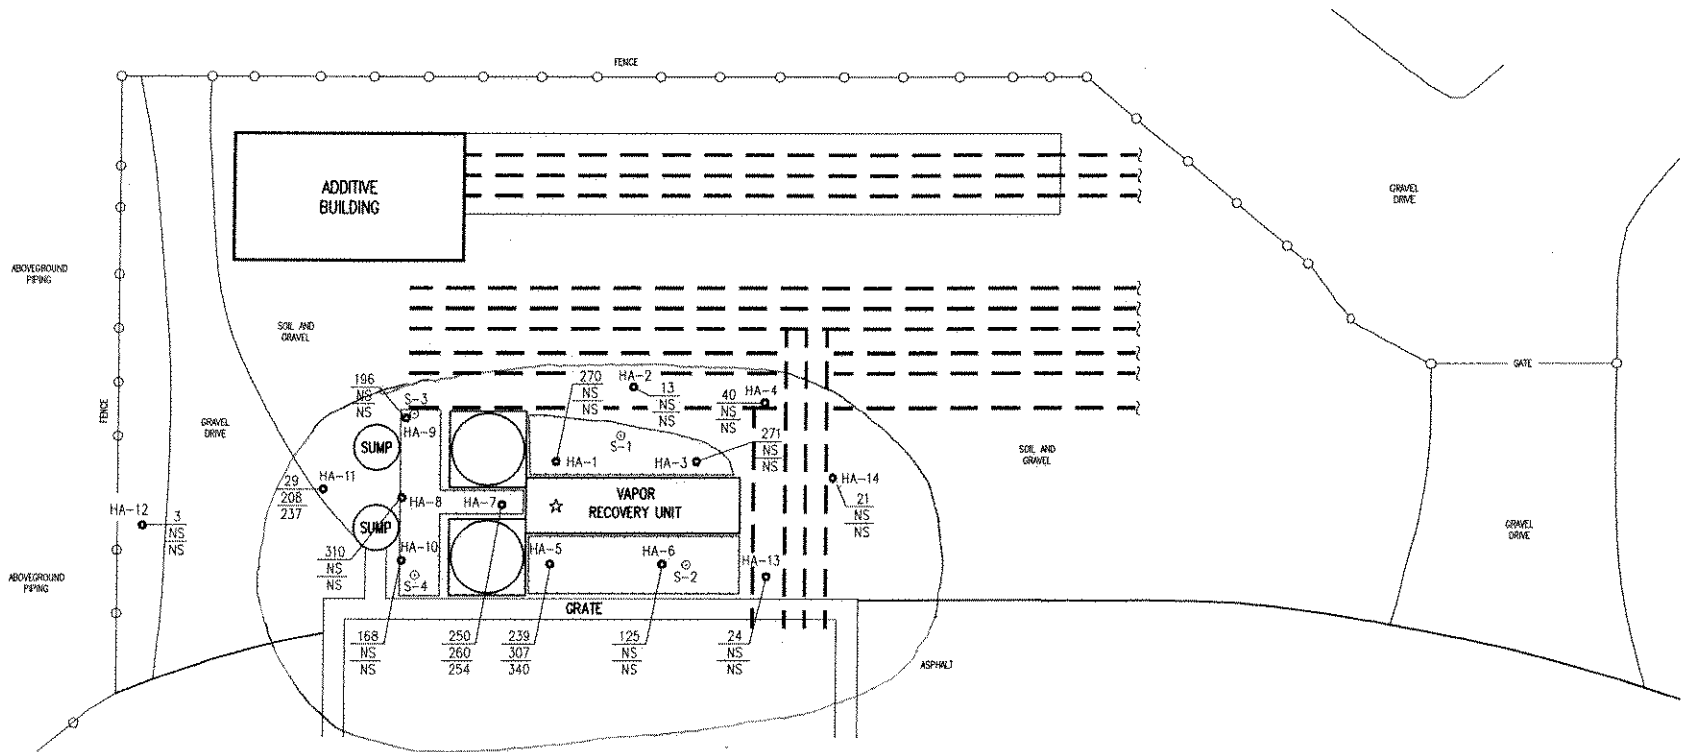 FENCE
ADDITIVE
BUILDING
GRAVEL
DRIVE
ABOVEGROUND
PIPING
SOIL AND
GRAVEL
GATE
FENCE
GRAVEL
DRIVE
196
NS
NS
S-3
HA-9
SUMP
270
NS
NS
HA-1
HA-2
13
NS
NS
S-1
HA-4
40
NS
NS
271
NS
NS
HA-3
SOIL AND
GRAVEL
HA-11
29
208
237
HA-12
3
NS
NS
HA-8
HA-7
VAPOR
RECOVERY UNIT
HA-14
21
NS
NS
GRAVEL
DRIVE
SUMP
310
NS
NS
HA-10
S-4
HA-5
HA-6
S-2
HA-13
ABOVEGROUND
PIPING
GRATE
168
NS
NS
250
260
254
239
307
340
125
NS
NS
24
NS
NS
ASPHALT